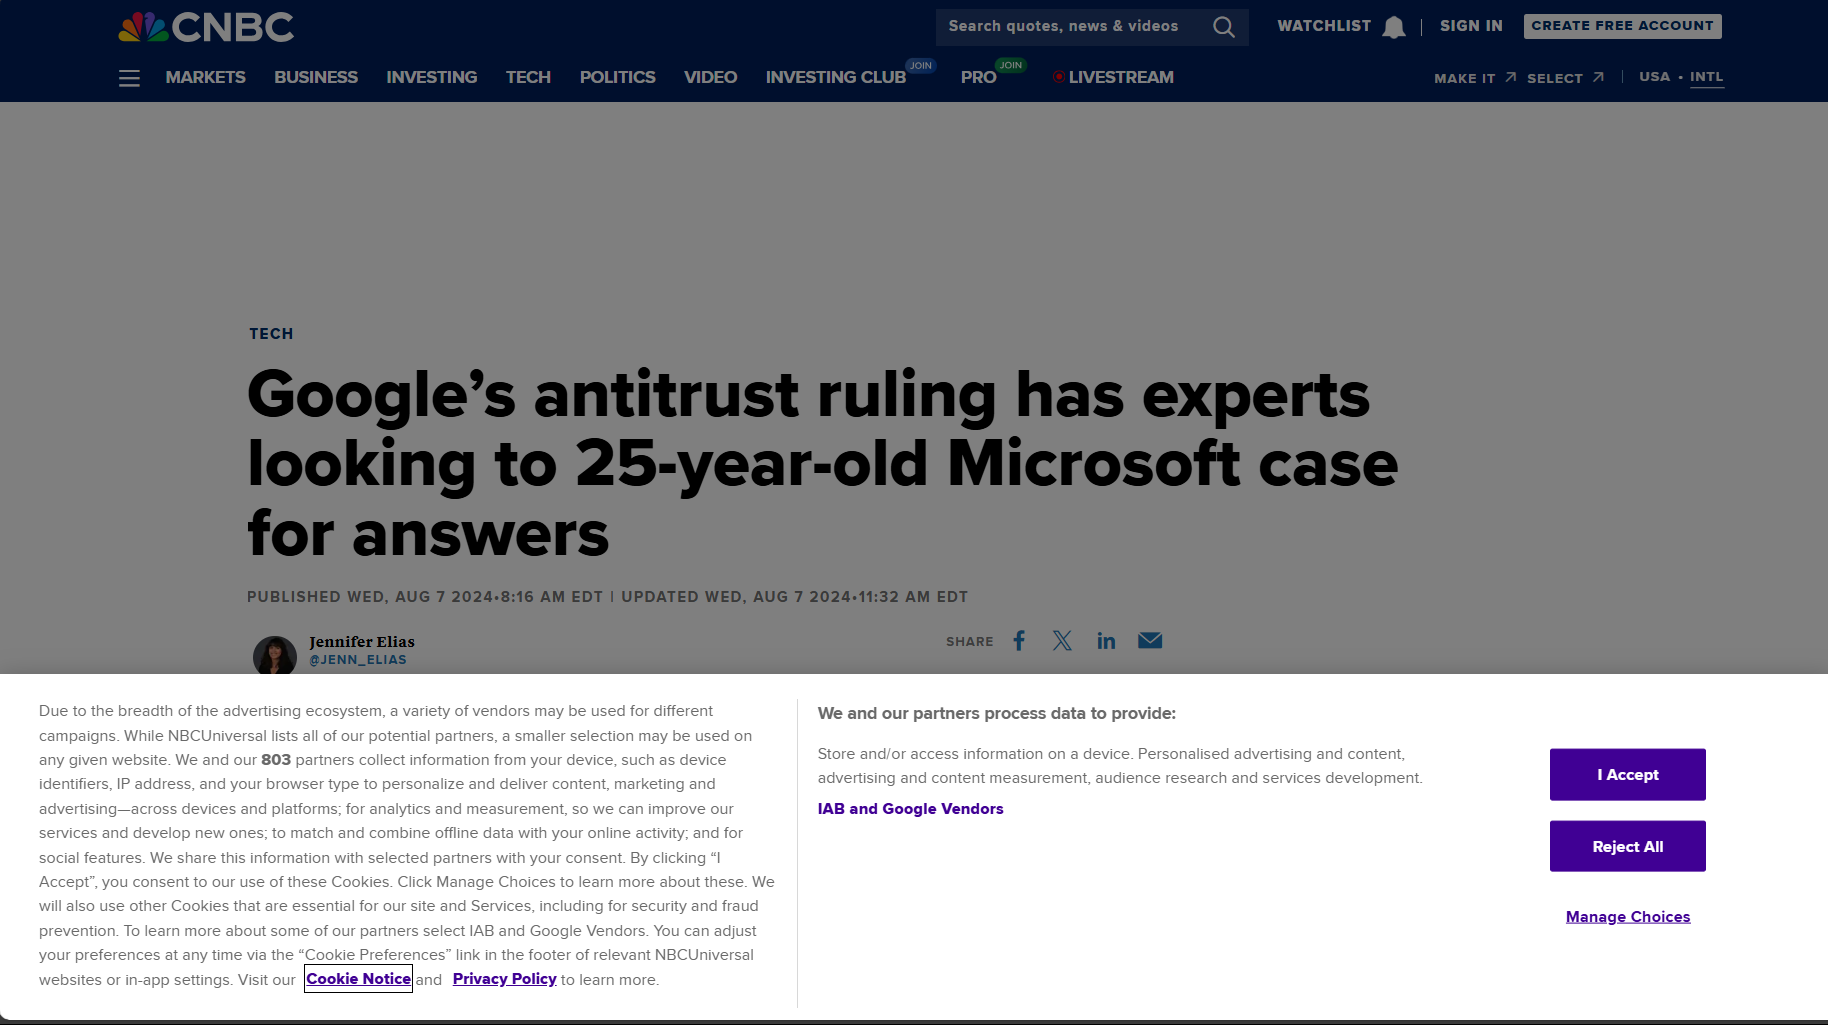 CNBC
Search quotes, news & videos
WATCHLIST
SIGN IN
CREATE FREE ACCOUNT
MARKETS
BUSINESS
INVESTING
TECH
POLITICS
VIDEO
INVESTING CLUB
JOIN
PRO
JOIN
LIVESTREAM
MAKE IT
SELECT
USA • INTL
TECH
Google’s antitrust ruling has experts
looking to 25-year-old Microsoft case
for answers
PUBLISHED WED, AUG 7 2024•8:16 AM EDT | UPDATED WED, AUG 7 2024•11:32 AM EDT
Jennifer Elias
@JENN_ELIAS
SHARE
Due to the breadth of the advertising ecosystem, a variety of vendors may be used for different
campaigns. While NBCUniversal lists all of our potential partners, a smaller selection may be used on
any given website. We and our 803 partners collect information from your device, such as device
identifiers, IP address, and your browser type to personalize and deliver content, marketing and
advertising—across devices and platforms; for analytics and measurement, so we can improve our
services and develop new ones; to match and combine offline data with your online activity; and for
social features. We share this information with selected partners with your consent. By clicking “I
Accept”, you consent to our use of these Cookies. Click Manage Choices to learn more about these. We
will also use other Cookies that are essential for our site and Services, including for security and fraud
prevention. To learn more about some of our partners select IAB and Google Vendors. You can adjust
your preferences at any time via the “Cookie Preferences” link in the footer of relevant NBCUniversal
websites or in-app settings. Visit our Cookie Notice and Privacy Policy to learn more.
We and our partners process data to provide:
Store and/or access information on a device. Personalised advertising and content,
advertising and content measurement, audience research and services development.
IAB and Google Vendors
I Accept
Reject All
Manage Choices